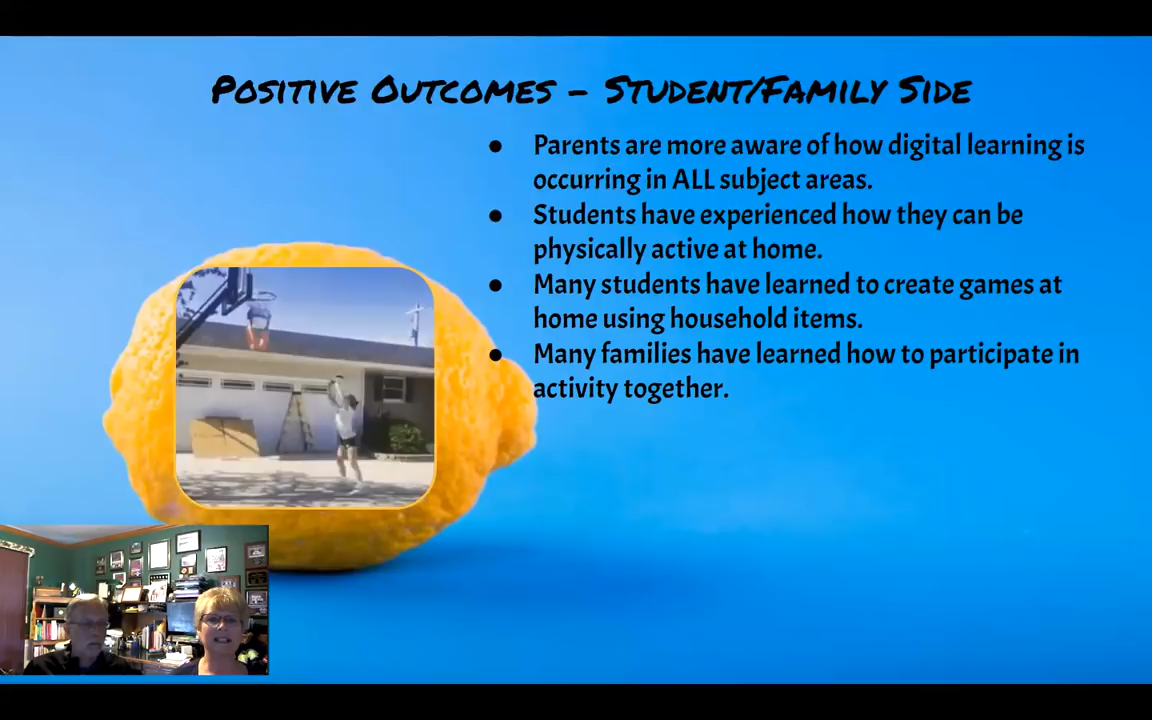 Positive Outcomes - Student/Family Side
● Parents are more aware of how digital learning is
occurring in ALL subject areas.
● Students have experienced how they can be
physically active at home.
● Many students have learned to create games at
home using household items.
● Many families have learned how to participate in
activity together.